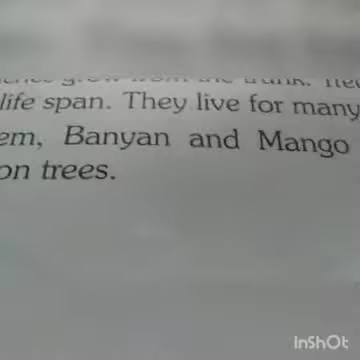 life span. They live for many
em, Banyan and Mango
on trees.
InShOt